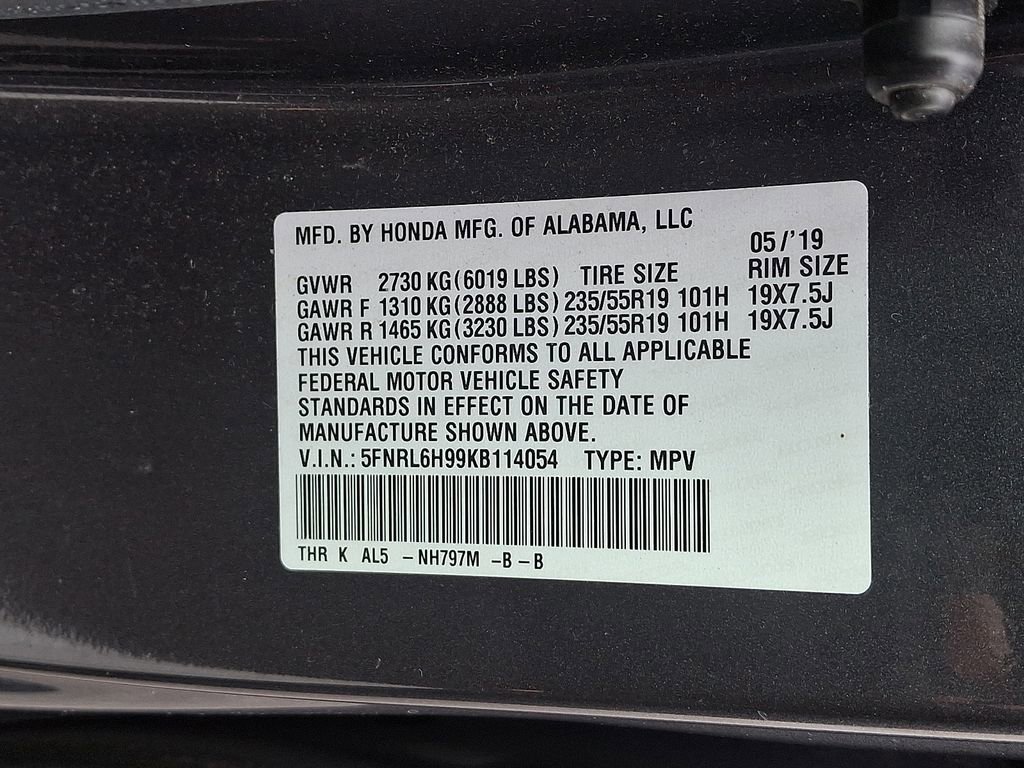 MFD. BY HONDA MFG. OF ALABAMA, LLC
05/'19
GVWR 2730 KG (6019 LBS) TIRE SIZE RIM SIZE
GAWR F 1310 KG (2888 LBS) 235/55R19 101H 19X7.5J
GAWR R 1465 KG (3230 LBS) 235/55R19 101H 19X7.5J
THIS VEHICLE CONFORMS TO ALL APPLICABLE
FEDERAL MOTOR VEHICLE SAFETY
STANDARDS IN EFFECT ON THE DATE OF
MANUFACTURE SHOWN ABOVE.
V.I.N.: 5FNRL6H99KB114054 TYPE: MPV
THR K AL5 – NH797M –B – B